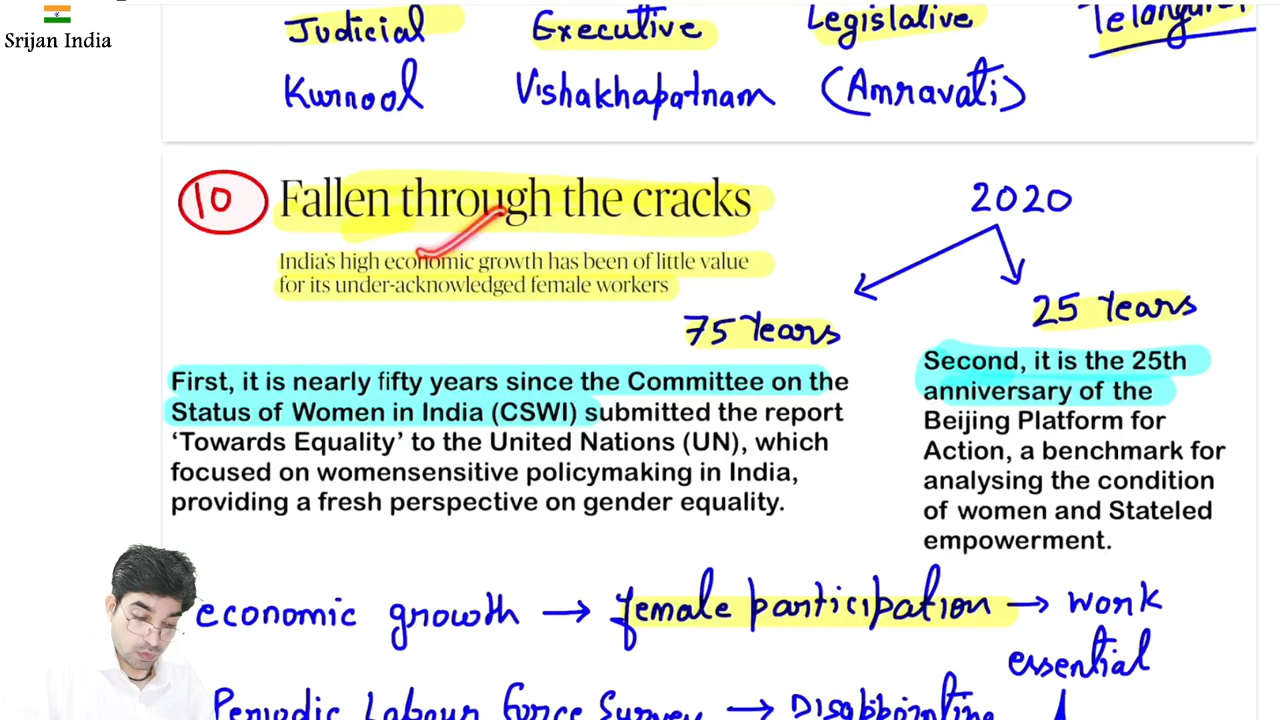 Srijan India
Judicial Executive Legislative
Kurnool Vishakhapatnam (Amravati)
10 Fallen through the cracks
India's high economic growth has been of little value
for its under-acknowledged female workers
2020
75 Years
25 Years
First, it is nearly fifty years since the Committee on the
Status of Women in India (CSWI) submitted the report
‘Towards Equality’ to the United Nations (UN), which
focused on womensensitive policymaking in India,
providing a fresh perspective on gender equality.
Second, it is the 25th
anniversary of the
Beijing Platform for
Action, a benchmark for
analysing the condition
of women and Stateled
empowerment.
economic growth → female participation → work
essential
Periodic Labour Force Survey → Disappointing